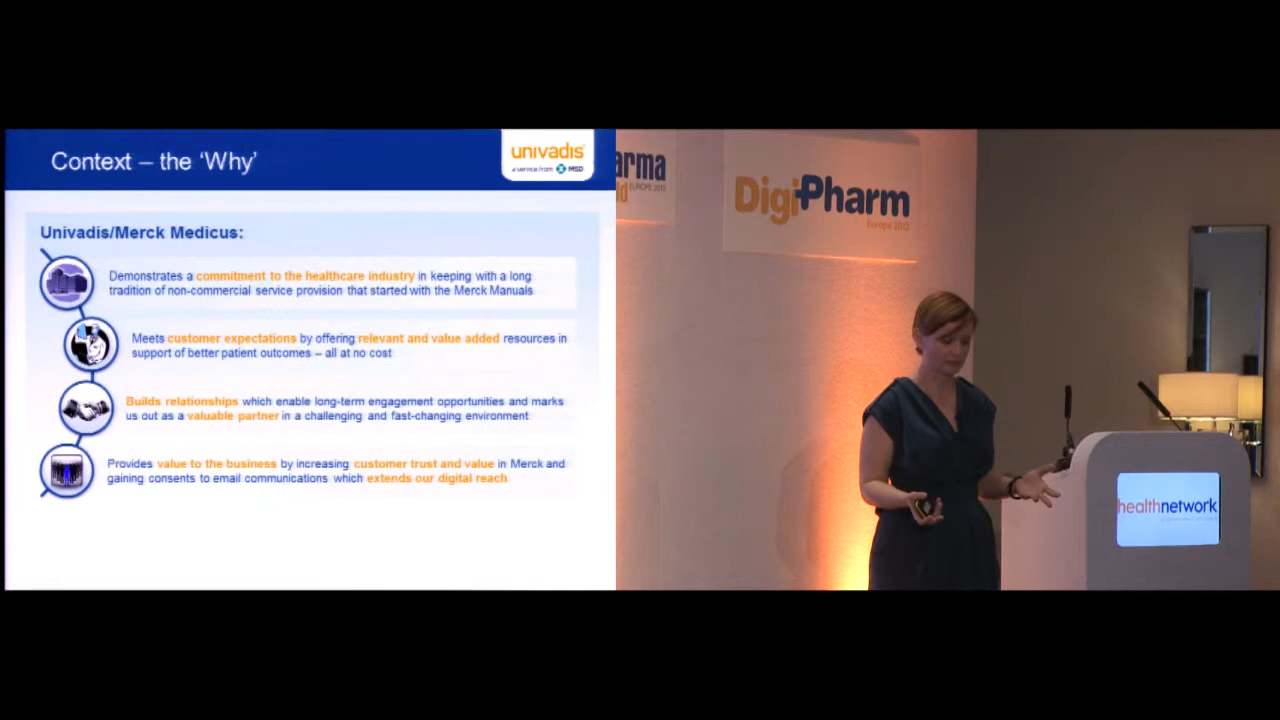 Context – the 'Why'
univadis
a service from MSD
Univadis/Merck Medicus:
Demonstrates a commitment to the healthcare industry in keeping with a long
tradition of non-commercial service provision that started with the Merck Manuals
Meets customer expectations by offering relevant and value added resources in
support of better patient outcomes – all at no cost
Builds relationships which enable long-term engagement opportunities and marks
us out as a valuable partner in a challenging and fast-changing environment
Provides value to the business by increasing customer trust and value in Merck and
gaining consents to email communications which extends our digital reach
arma
ld
EUROPE 2013
DigiPharm
Europe 2013
healthnetwork